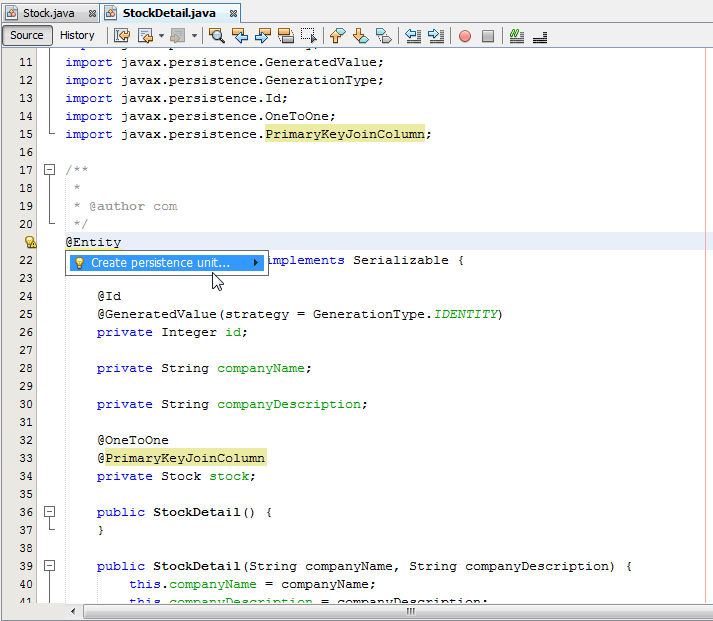 Stock.java
StockDetail.java
Source
History
11 import javax.persistence.GeneratedValue;
12 import javax.persistence.GenerationType;
13 import javax.persistence.Id;
14 import javax.persistence.OneToOne;
15 import javax.persistence.PrimaryKeyJoinColumn;
16
17 /**
18 *
19 * @author com
20 */
@Entity
Create persistence unit...
22 implements Serializable {
23
24 @Id
25 @GeneratedValue(strategy = GenerationType.IDENTITY)
26 private Integer id;
27
28 private String companyName;
29
30 private String companyDescription;
31
32 @OneToOne
33 @PrimaryKeyJoinColumn
34 private Stock stock;
35
36 public StockDetail() {
37 }
38
39 public StockDetail(String companyName, String companyDescription) {
40 this.companyName = companyName;
41 this.companyDescription = companyDescription;